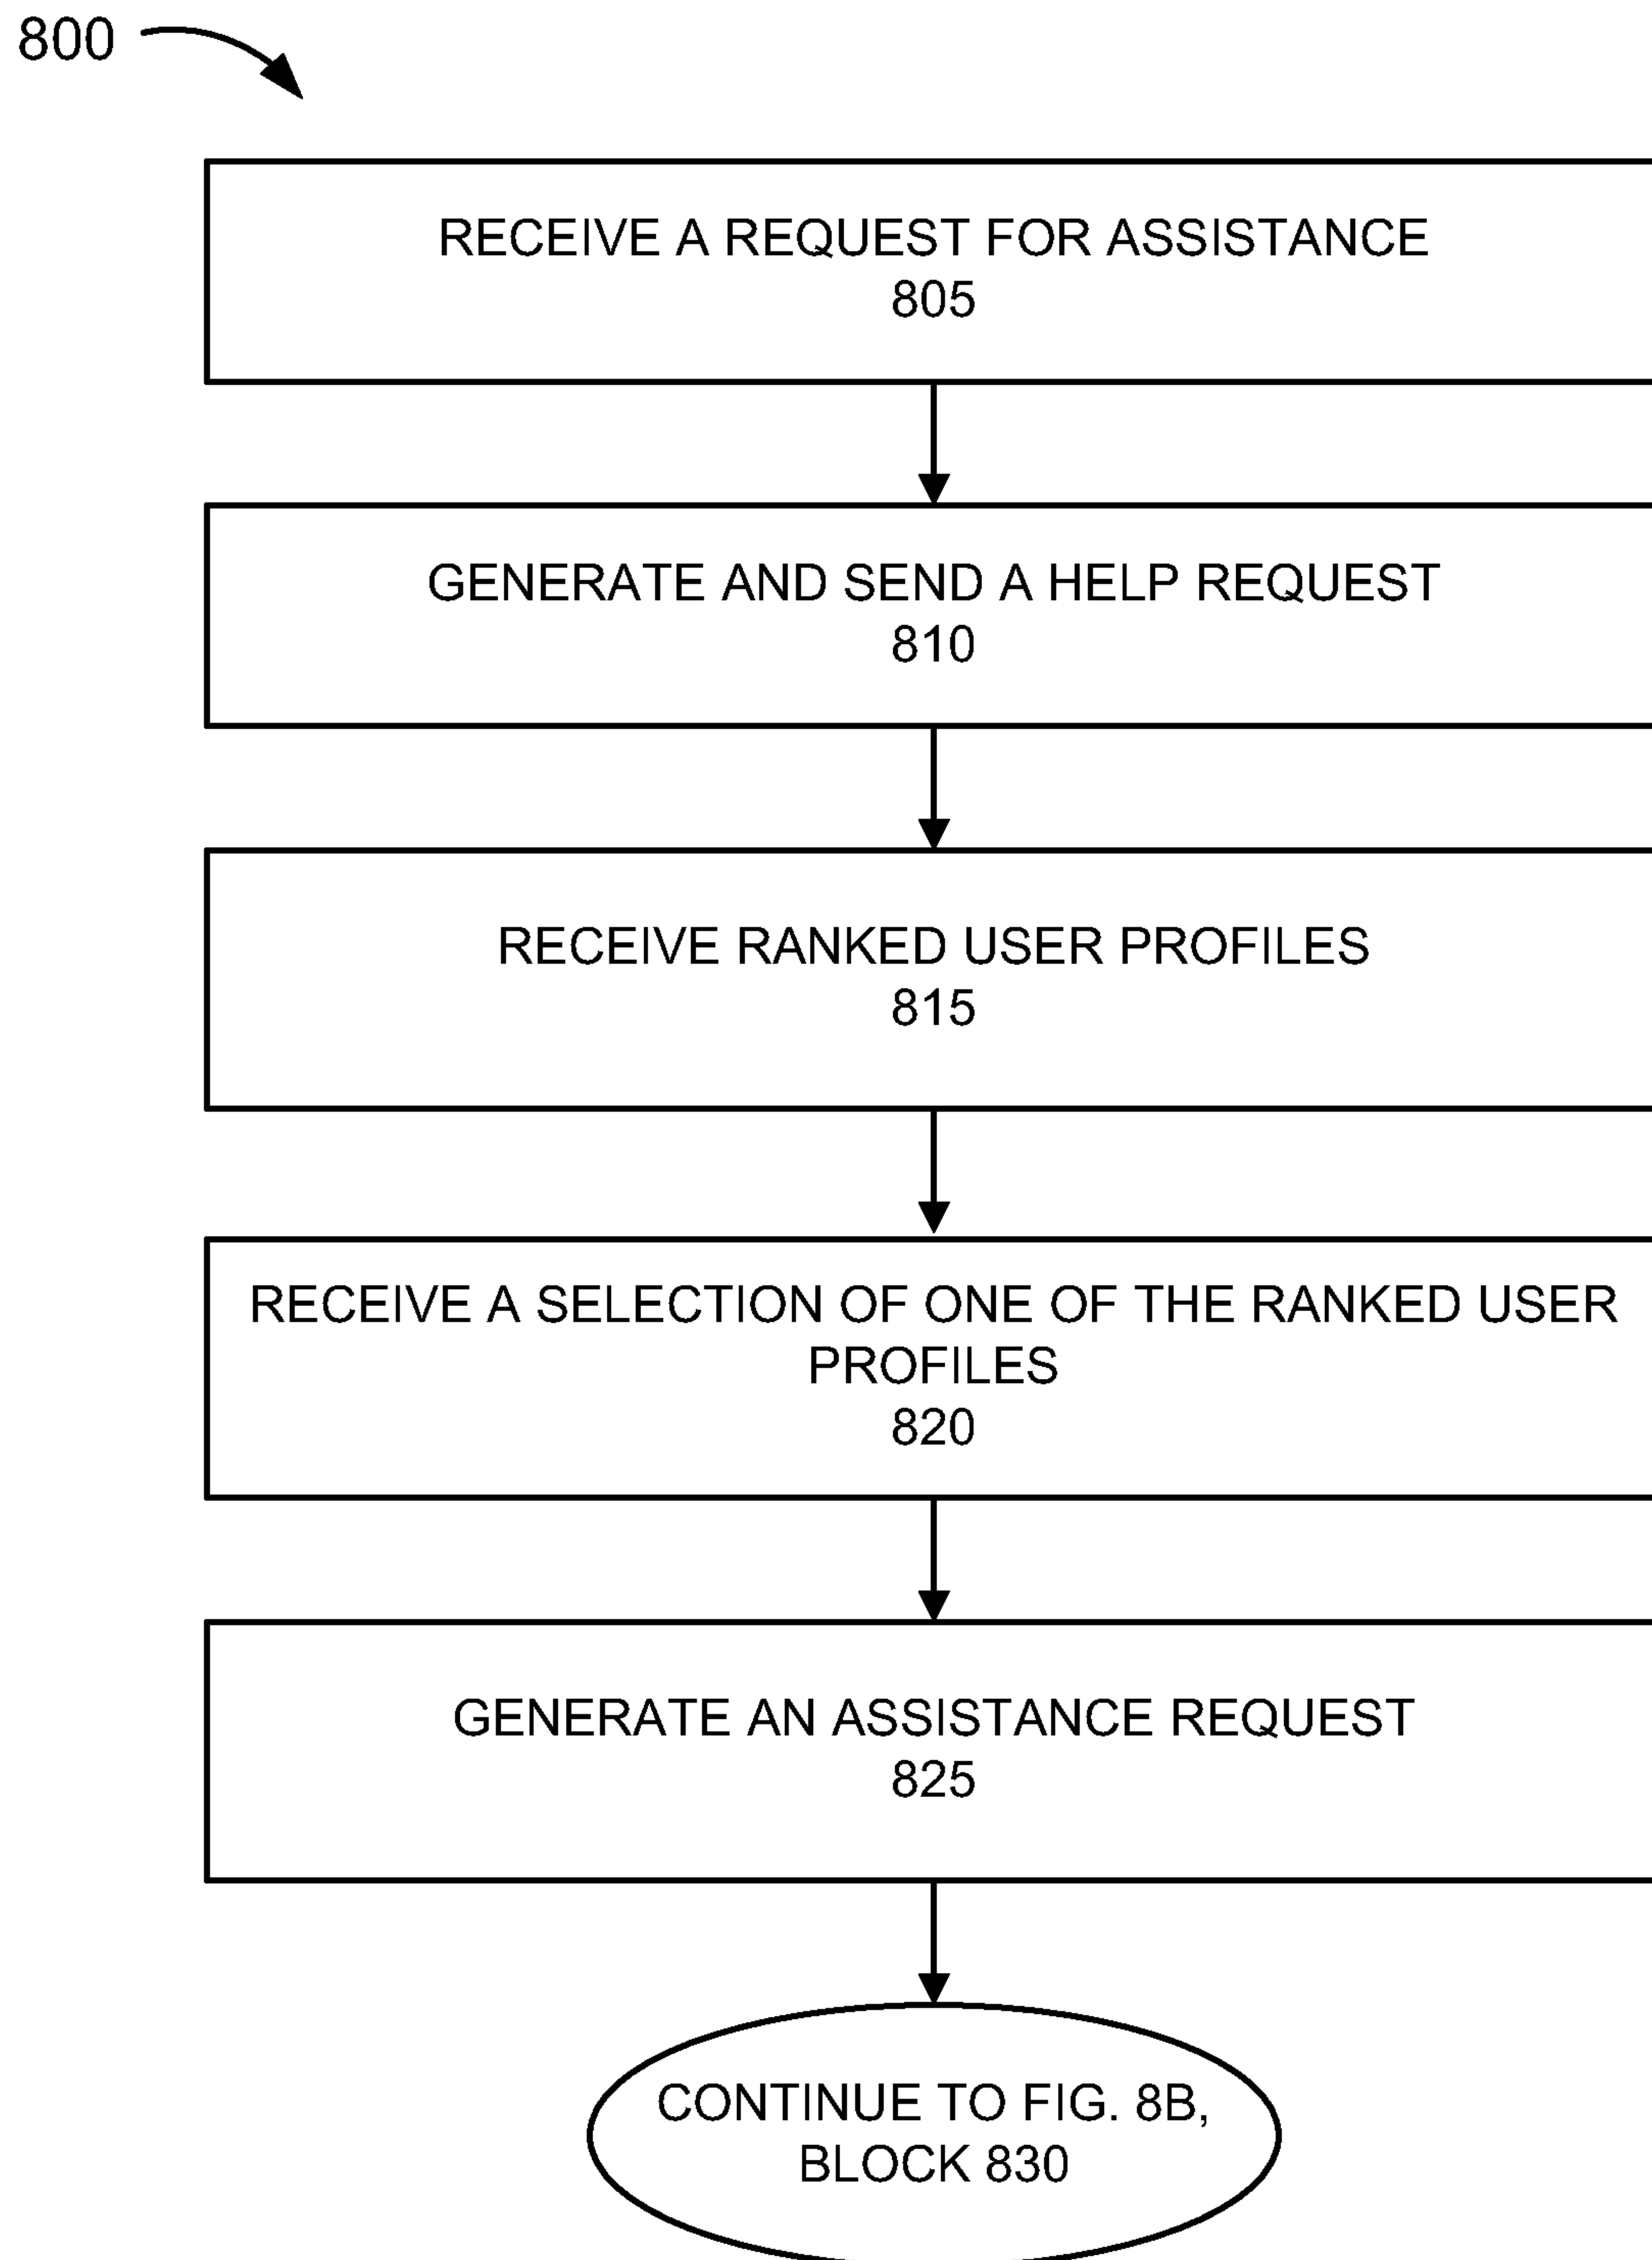 800
RECEIVE A REQUEST FOR ASSISTANCE
805
GENERATE AND SEND A HELP REQUEST
810
RECEIVE RANKED USER PROFILES
815
RECEIVE A SELECTION OF ONE OF THE RANKED USER
PROFILES
820
GENERATE AN ASSISTANCE REQUEST
825
CONTINUE TO FIG. 8B,
BLOCK 830